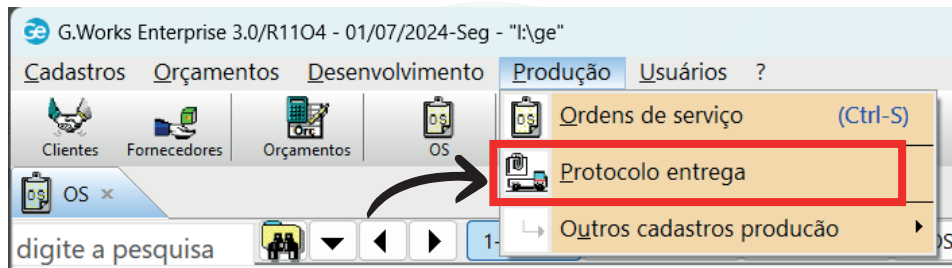 G.Works Enterprise 3.0/R11O4 - 01/07/2024-Seg - "I:\ge"
Cadastros Orçamentos Desenvolvimento Produção Usuários ?
Clientes Fornecedores Orçamentos OS
Ordens de serviço (Ctrl-S)
Protocolo entrega
Outros cadastros producão
OS ×
digite a pesquisa 1-